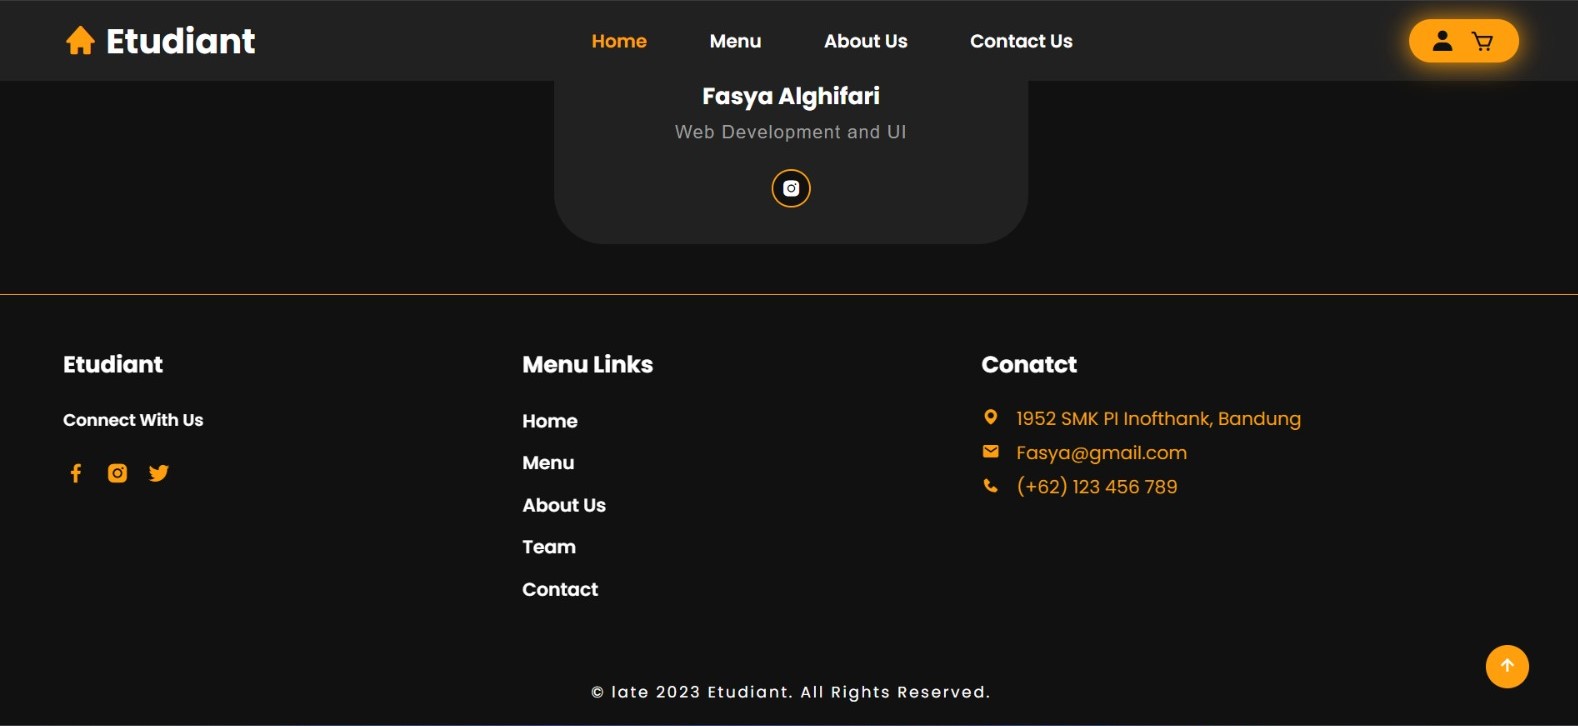 Etudiant
Home
Menu
About Us
Contact Us
Fasya Alghifari
Web Development and UI
Etudiant
Connect With Us
Menu Links
Home
Menu
About Us
Team
Contact
Conatct
1952 SMK PI Inofthank, Bandung
Fasya@gmail.com
(+62) 123 456 789
© late 2023 Etudiant. All Rights Reserved.